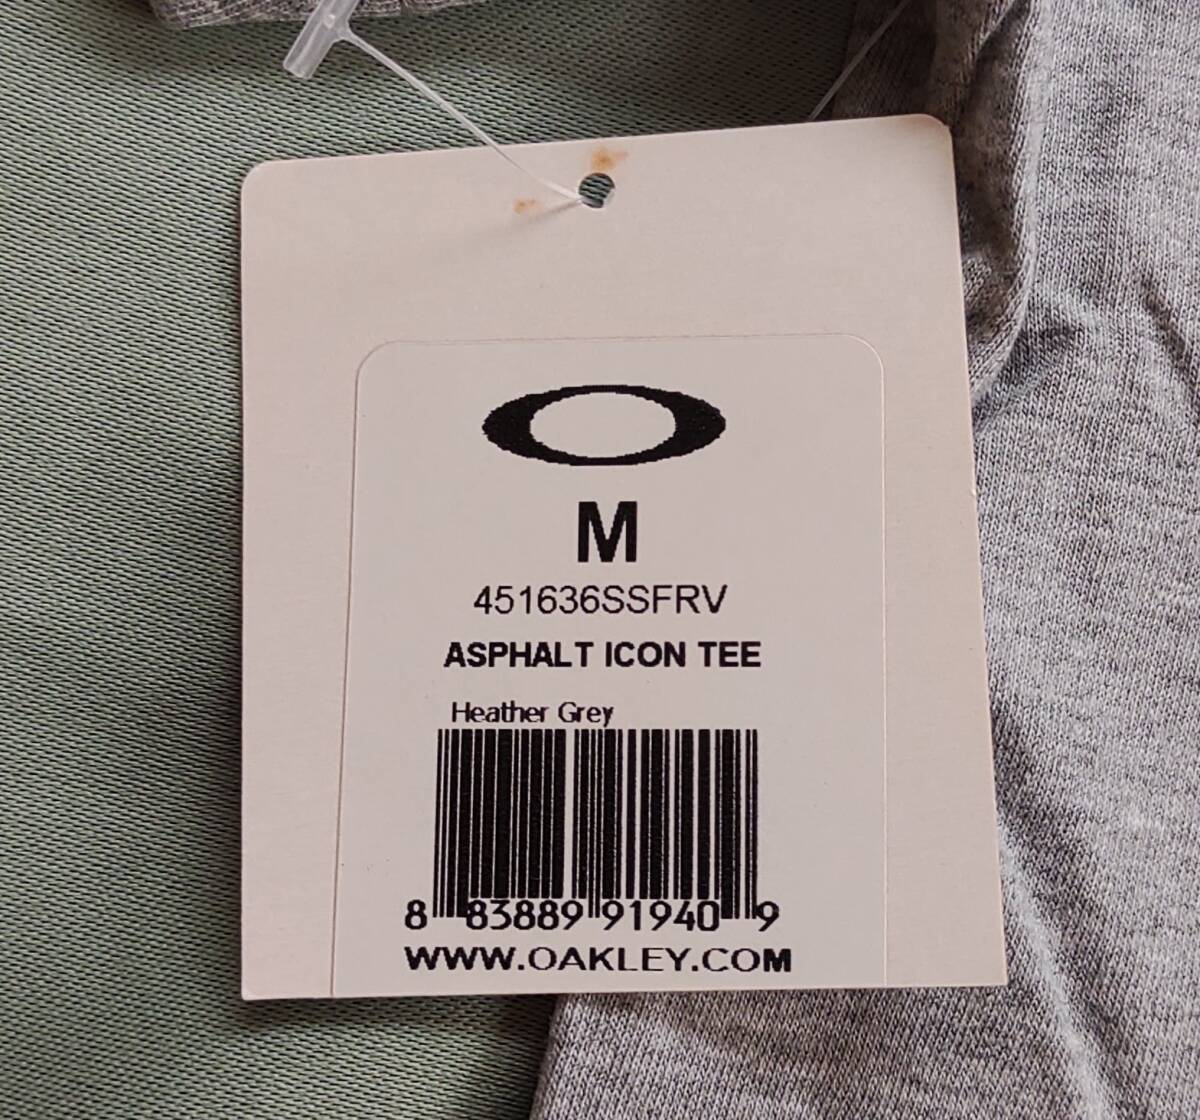 M
451636SSFRV
ASPHALT ICON TEE
Heather Grey
8 83889 91940 9
WWW.OAKLEY.COM